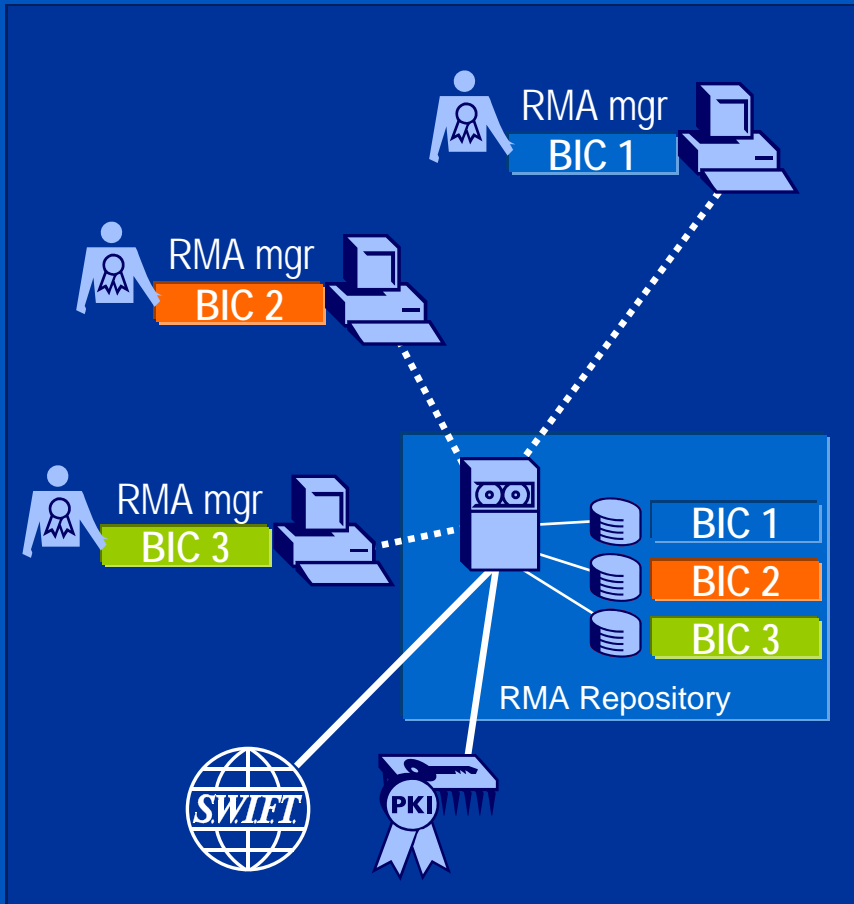 RMA mgr
BIC 1
RMA mgr
BIC 2
RMA mgr
BIC 3
BIC 1
BIC 2
BIC 3
RMA Repository
S.W.I.F.T.
PKI